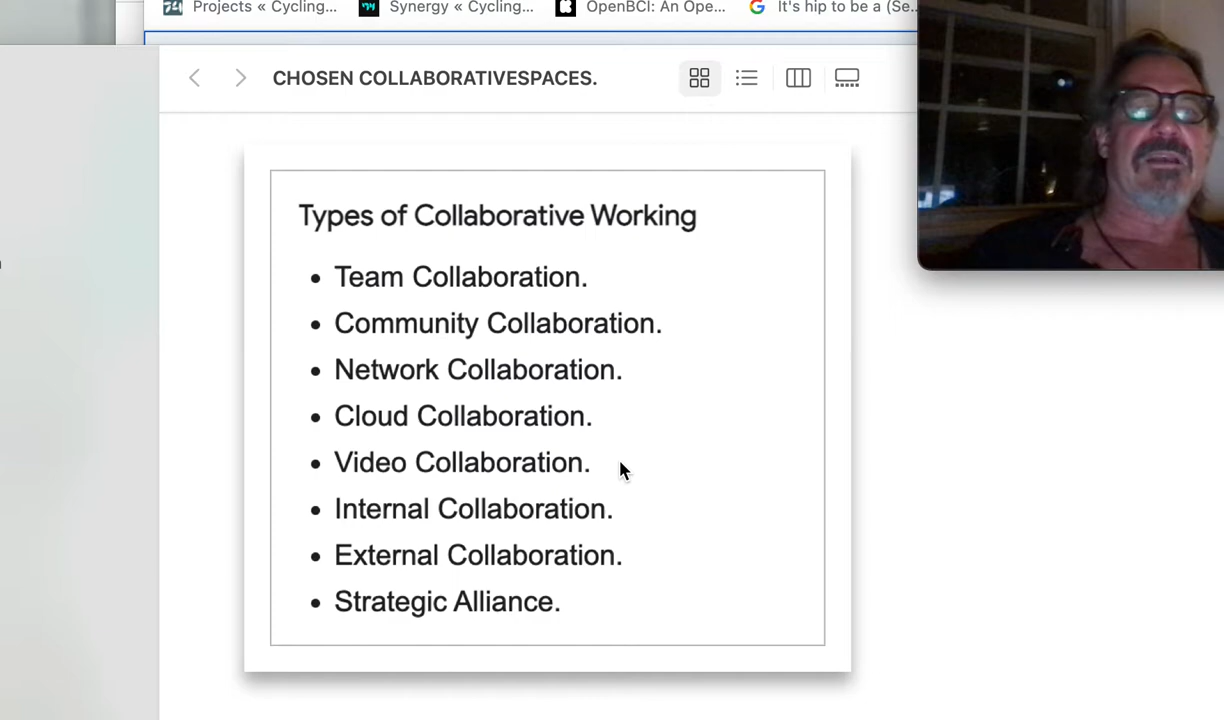 Projects « Cycling...
Synergy « Cycling...
OpenBCI: An Ope...
It's hip to be a (Se...
CHOSEN COLLABORATIVESPACES.
Types of Collaborative Working
• Team Collaboration.
• Community Collaboration.
• Network Collaboration.
• Cloud Collaboration.
• Video Collaboration.
• Internal Collaboration.
• External Collaboration.
• Strategic Alliance.